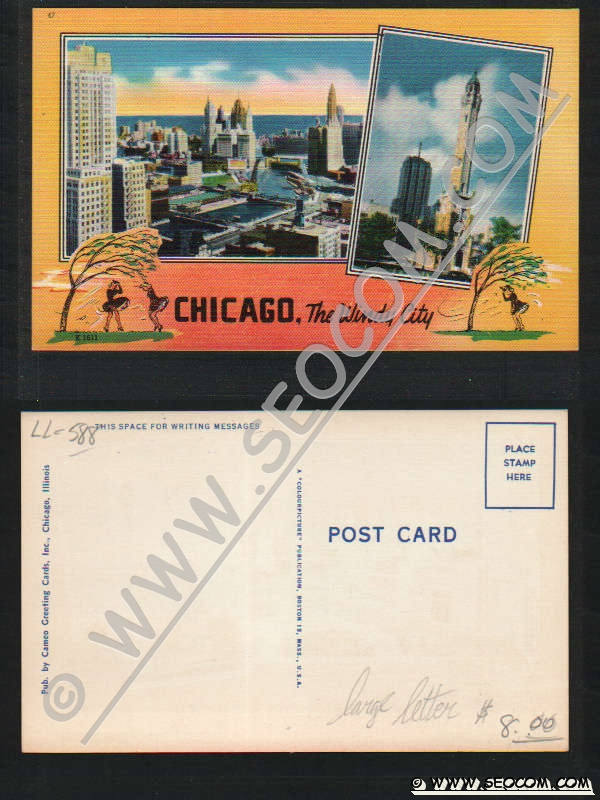 47
CHICAGO, The Windy City
K 1611
© WWW.SEOCOM.COM
LL-588
THIS SPACE FOR WRITING MESSAGES
PLACE
STAMP
HERE
Pub. by Cameo Greeting Cards, Inc., Chicago, Illinois
A "COLOURPICTURE" PUBLICATION, BOSTON 15, MASS., U.S.A.
POST CARD
large letter $ 8.00
© WWW.SEOCOM.COM